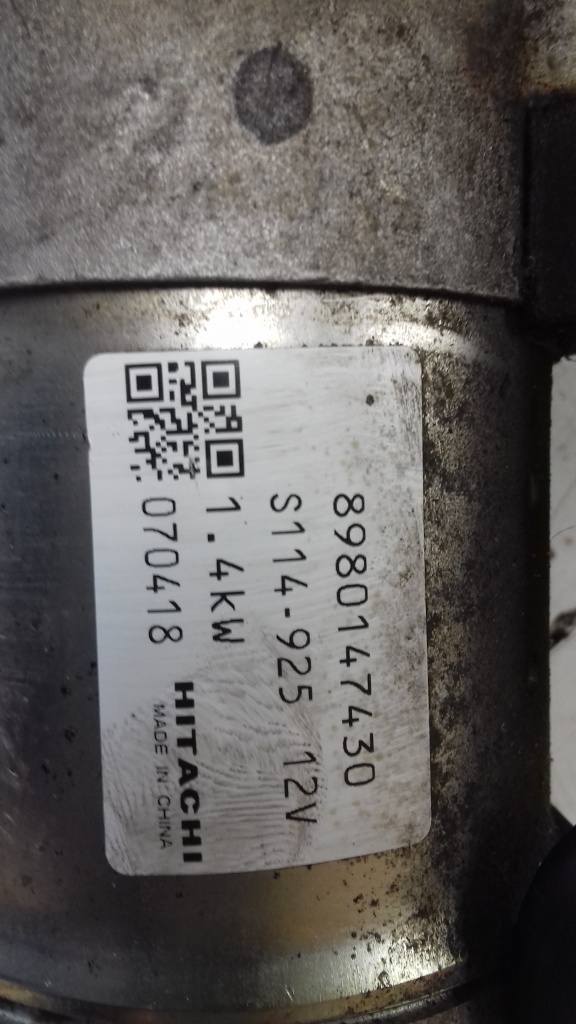 8980147430
S114-925 12V
1.4kW
070418
HITACHI
MADE IN CHINA